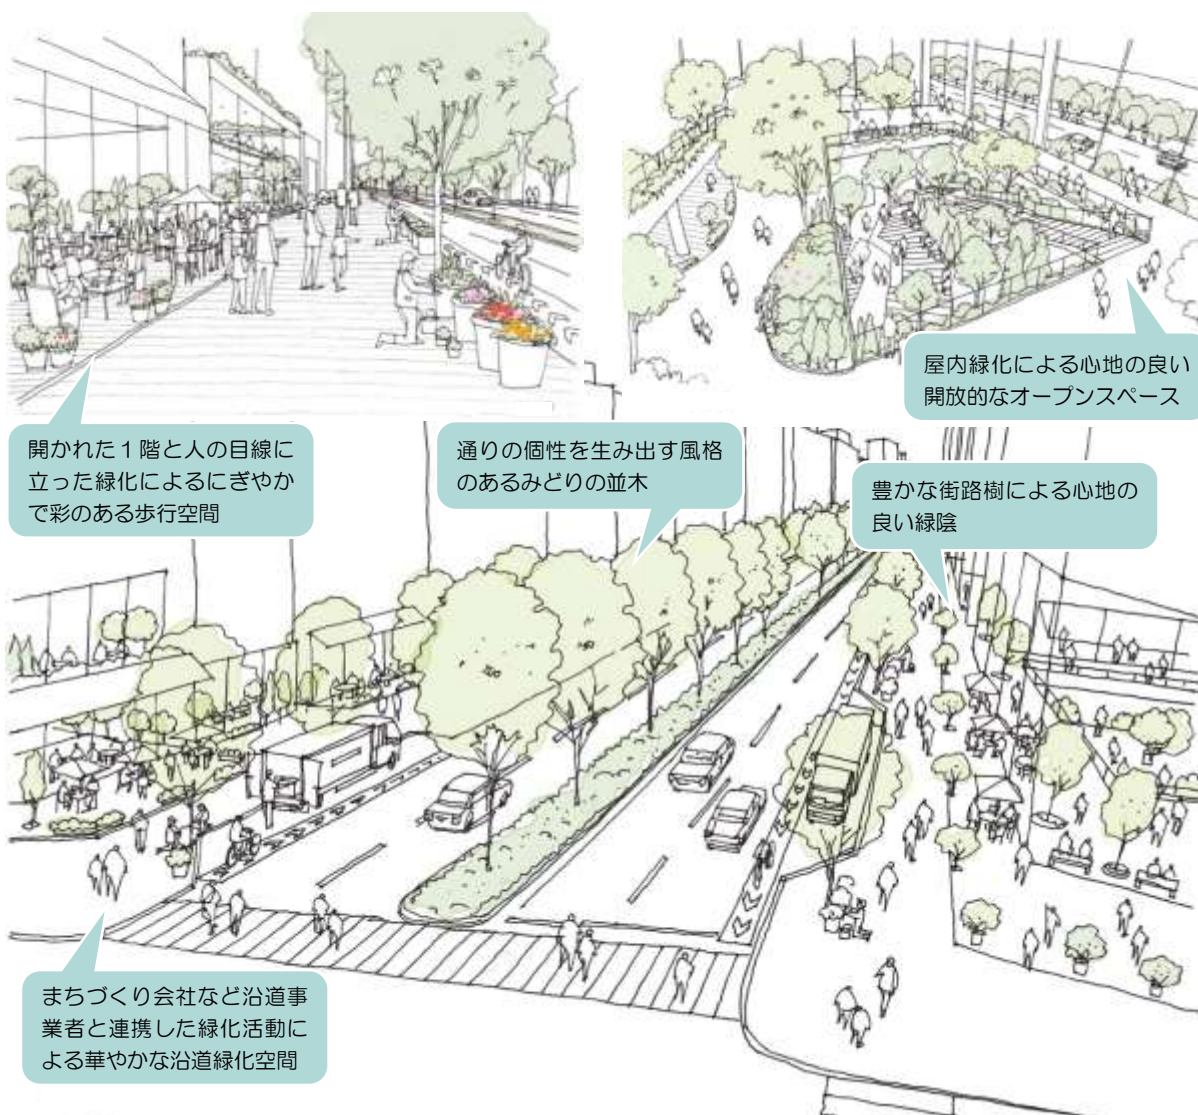 屋内緑化による心地の良い
開放的なオープンスペース
開かれた１階と人の目線に
立った緑化によるにぎやか
で彩のある歩行空間
通りの個性を生み出す風格
のあるみどりの並木
豊かな街路樹による心地の
良い緑陰
まちづくり会社など沿道事
業者と連携した緑化活動に
よる華やかな沿道緑化空間